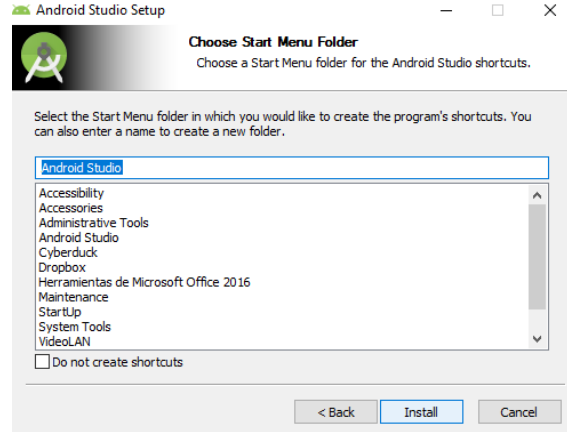 Android Studio Setup
Choose Start Menu Folder
Choose a Start Menu folder for the Android Studio shortcuts.
Select the Start Menu folder in which you would like to create the program's shortcuts. You
can also enter a name to create a new folder.
Android Studio
Accessibility
Accessories
Administrative Tools
Android Studio
Cyberduck
Dropbox
Herramientas de Microsoft Office 2016
Maintenance
StartUp
System Tools
VideoLAN
Do not create shortcuts
< Back
Install
Cancel